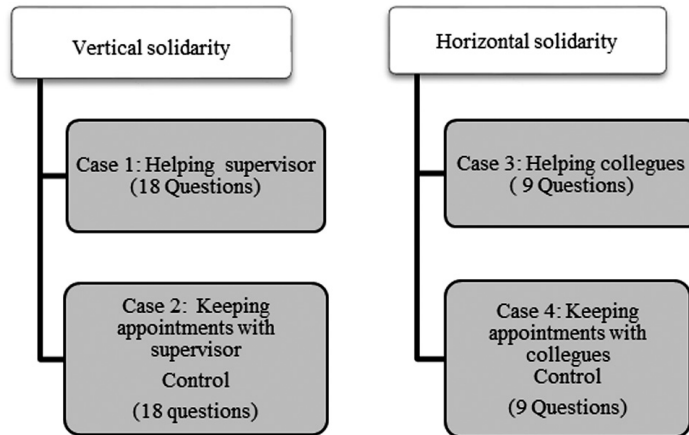 Vertical solidarity
Case 1: Helping supervisor
(18 Questions)
Case 2: Keeping
appointments with
supervisor
Control
(18 questions)
Horizontal solidarity
Case 3: Helping collegues
( 9 Questions)
Case 4: Keeping
appointments with
collegues
Control
(9 Questions)